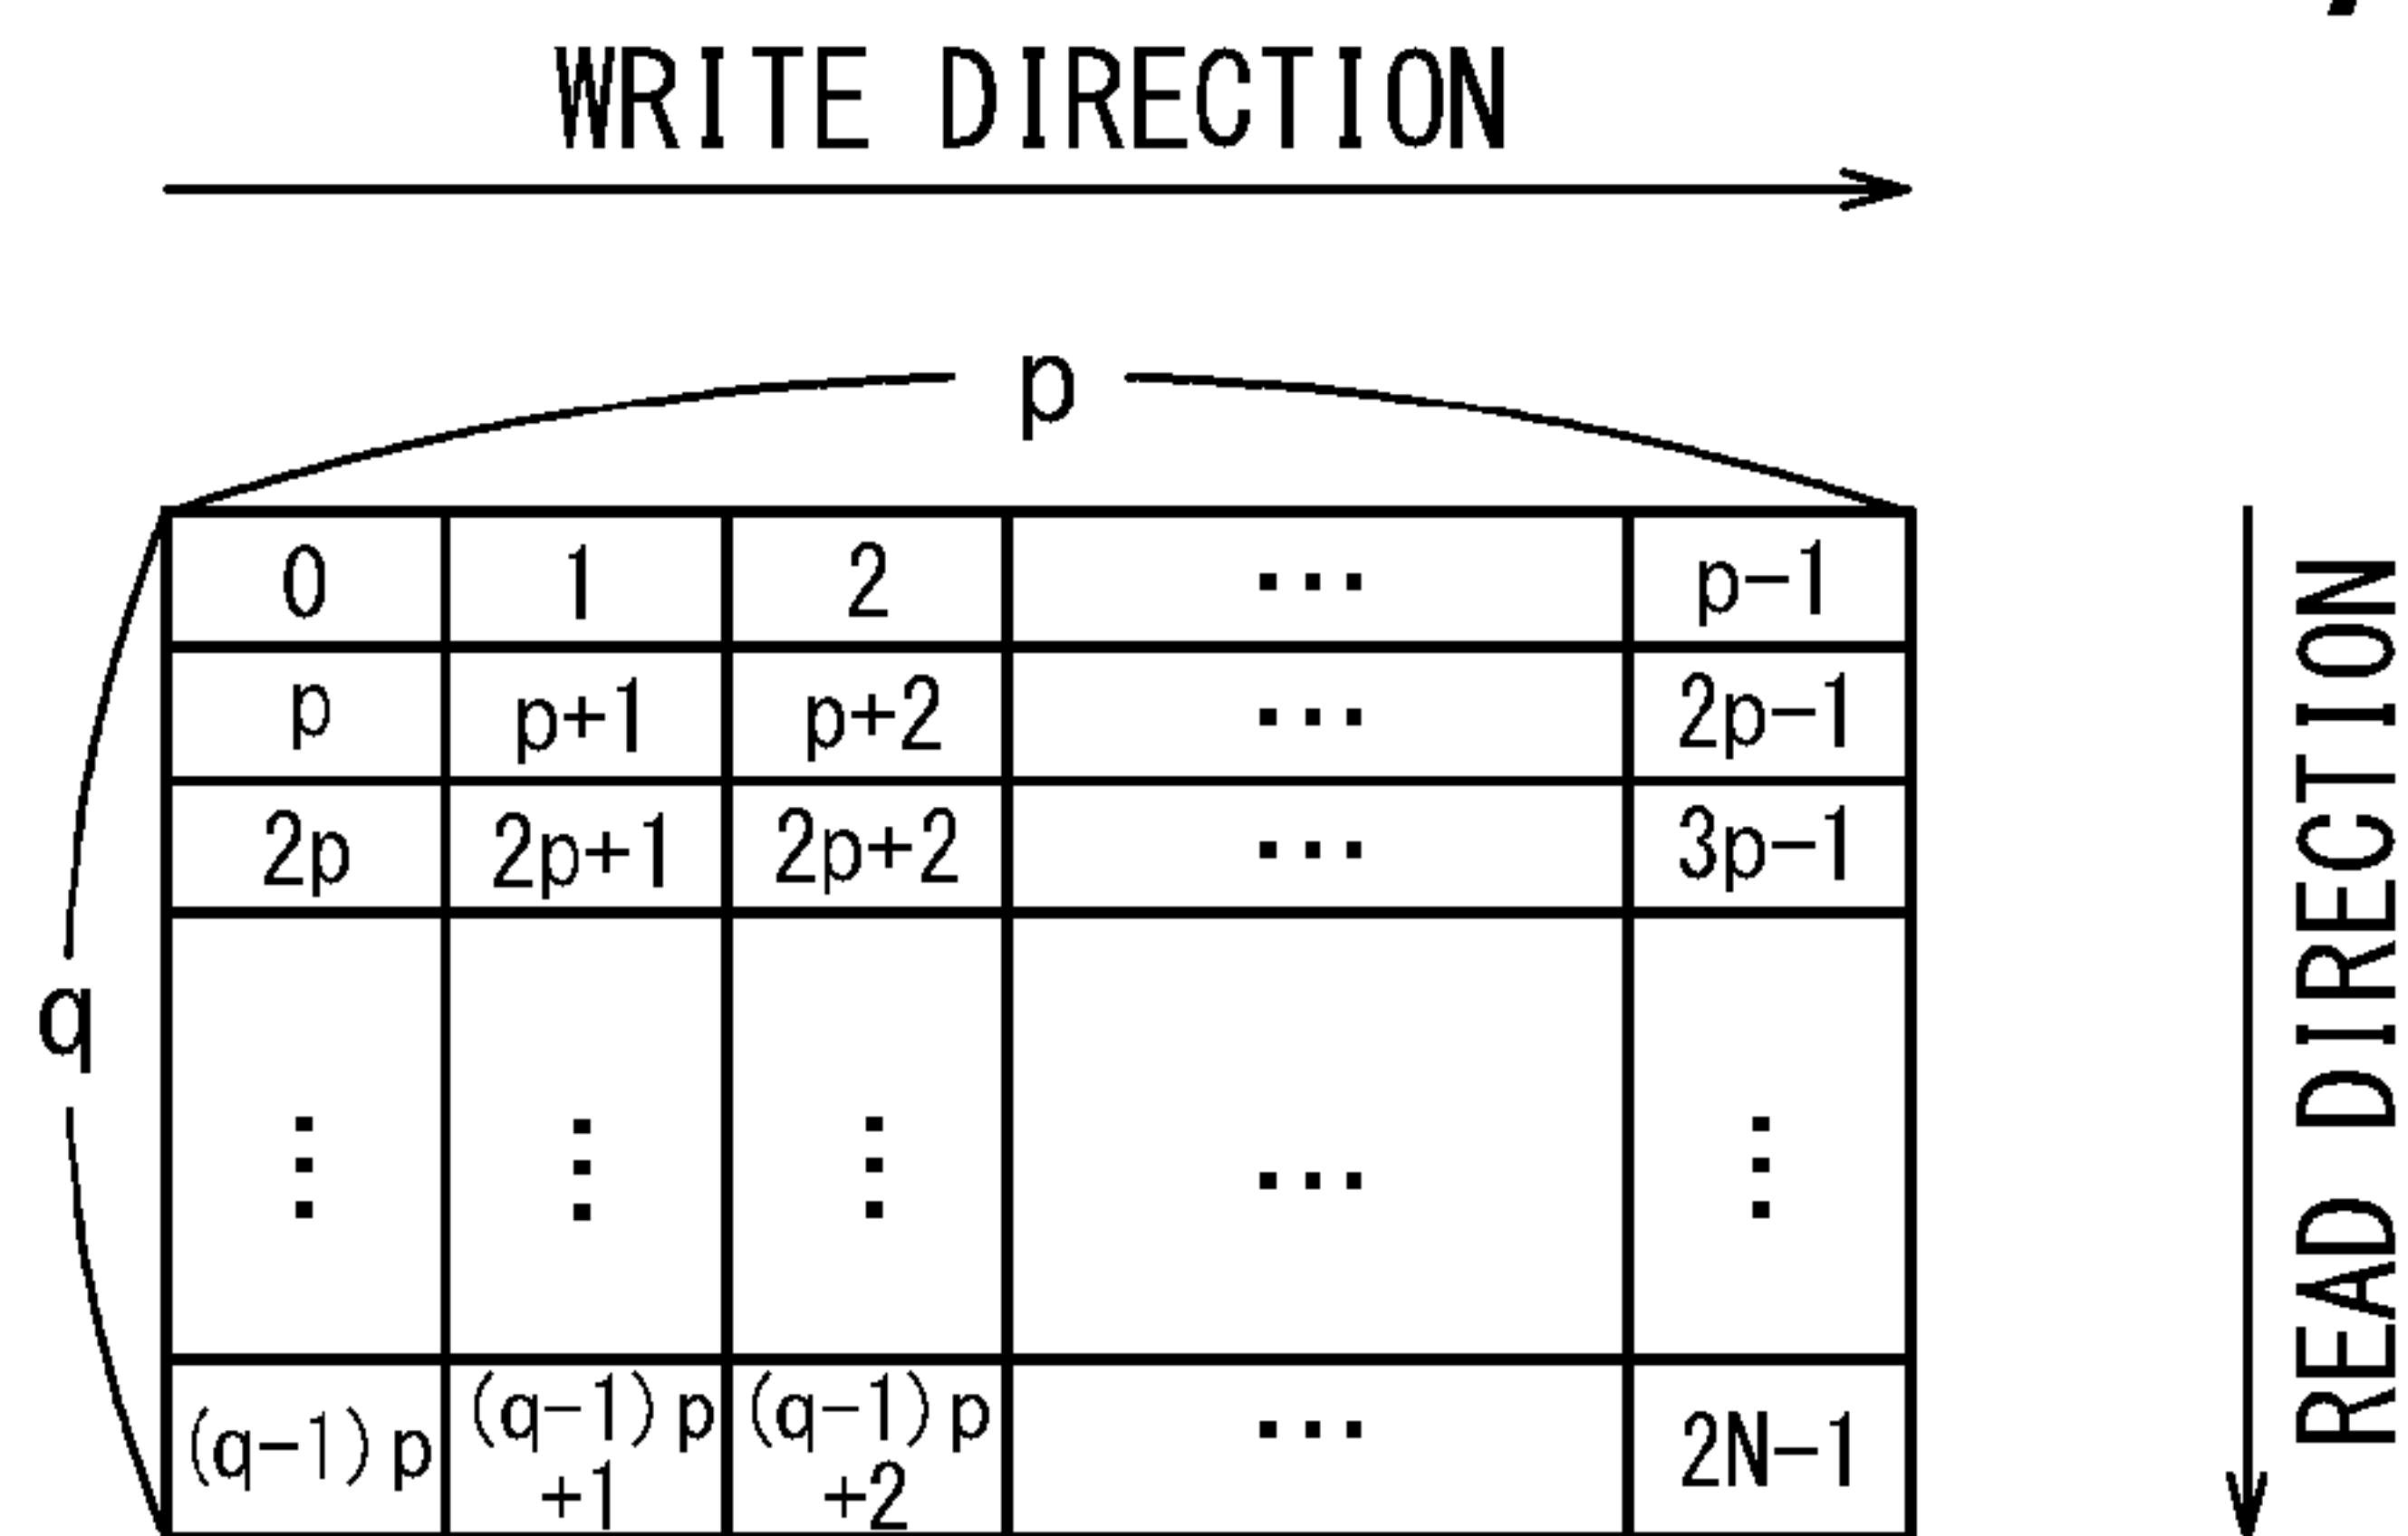 WRITE DIRECTION
p
0 1 2 ... p-1
p p+1 p+2 ... 2p-1
2p 2p+1 2p+2 ... 3p-1
q
⋮ ⋮ ⋮ ... ⋮
(q-1)p (q-1)p+1 (q-1)p+2 ... 2N-1
READ DIRECTION